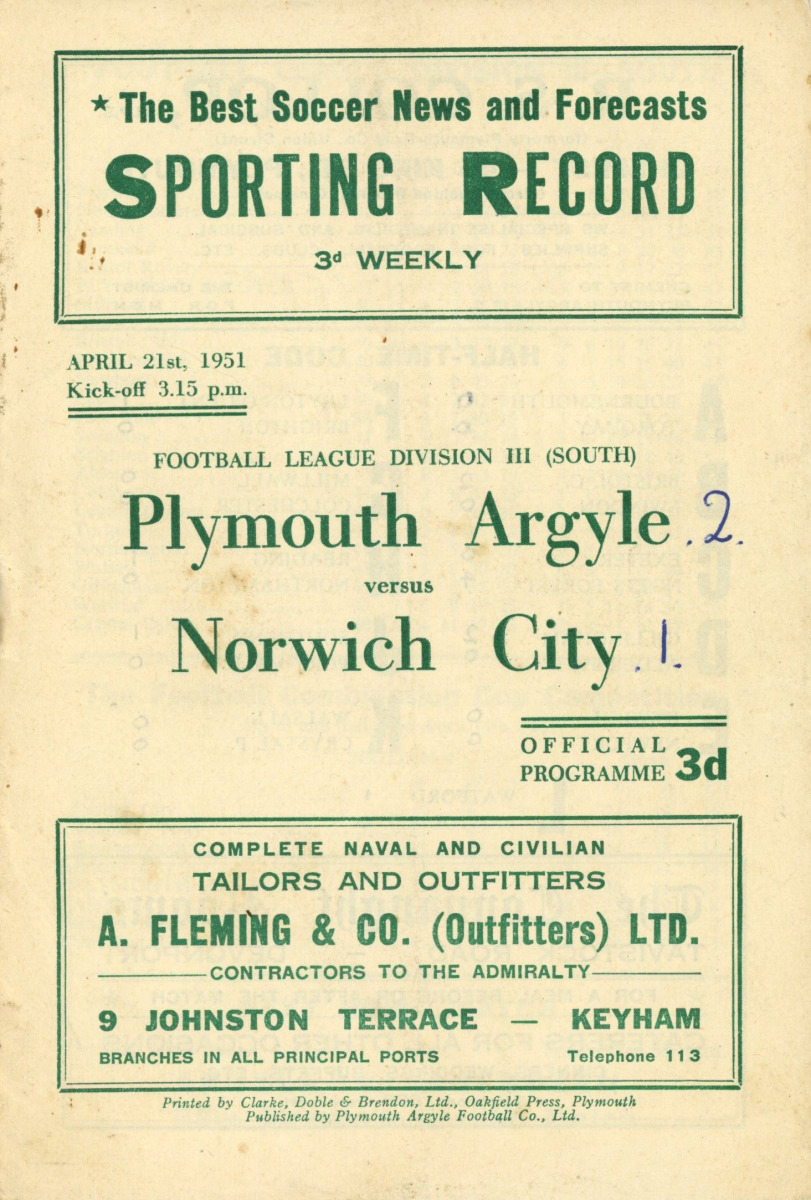 ★ The Best Soccer News and Forecasts
SPORTING RECORD
3d WEEKLY
APRIL 21st, 1951
Kick-off 3.15 p.m.
FOOTBALL LEAGUE DIVISION III (SOUTH)
Plymouth Argyle .2.
versus
Norwich City .1.
OFFICIAL
PROGRAMME 3d
COMPLETE NAVAL AND CIVILIAN
TAILORS AND OUTFITTERS
A. FLEMING & CO. (Outfitters) LTD.
CONTRACTORS TO THE ADMIRALTY
9 JOHNSTON TERRACE — KEYHAM
BRANCHES IN ALL PRINCIPAL PORTS Telephone 113
Printed by Clarke, Doble & Brendon, Ltd., Oakfield Press, Plymouth
Published by Plymouth Argyle Football Co., Ltd.